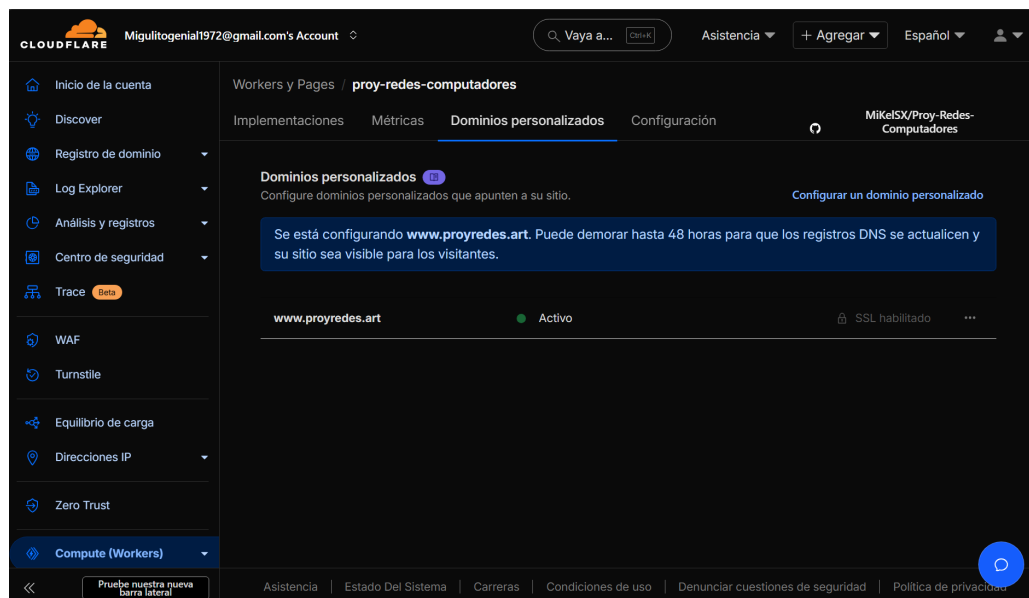 CLOUDFLARE
Migulitogenial1972@gmail.com's Account
Vaya a...
Ctrl+K
Asistencia
+ Agregar
Español
Inicio de la cuenta
Discover
Registro de dominio
Log Explorer
Análisis y registros
Centro de seguridad
Trace Beta
WAF
Turnstile
Equilibrio de carga
Direcciones IP
Zero Trust
Compute (Workers)
Pruebe nuestra nueva
barra lateral
Workers y Pages / proy-redes-computadores
Implementaciones
Métricas
Dominios personalizados
Configuración
MiKelSX/Proy-Redes-
Computadores
Dominios personalizados
Configure dominios personalizados que apunten a su sitio.
Configurar un dominio personalizado
Se está configurando www.proyredes.art. Puede demorar hasta 48 horas para que los registros DNS se actualicen y
su sitio sea visible para los visitantes.
www.proyredes.art
Activo
SSL habilitado
...
Asistencia
Estado Del Sistema
Carreras
Condiciones de uso
Denunciar cuestiones de seguridad
Política de privacidad